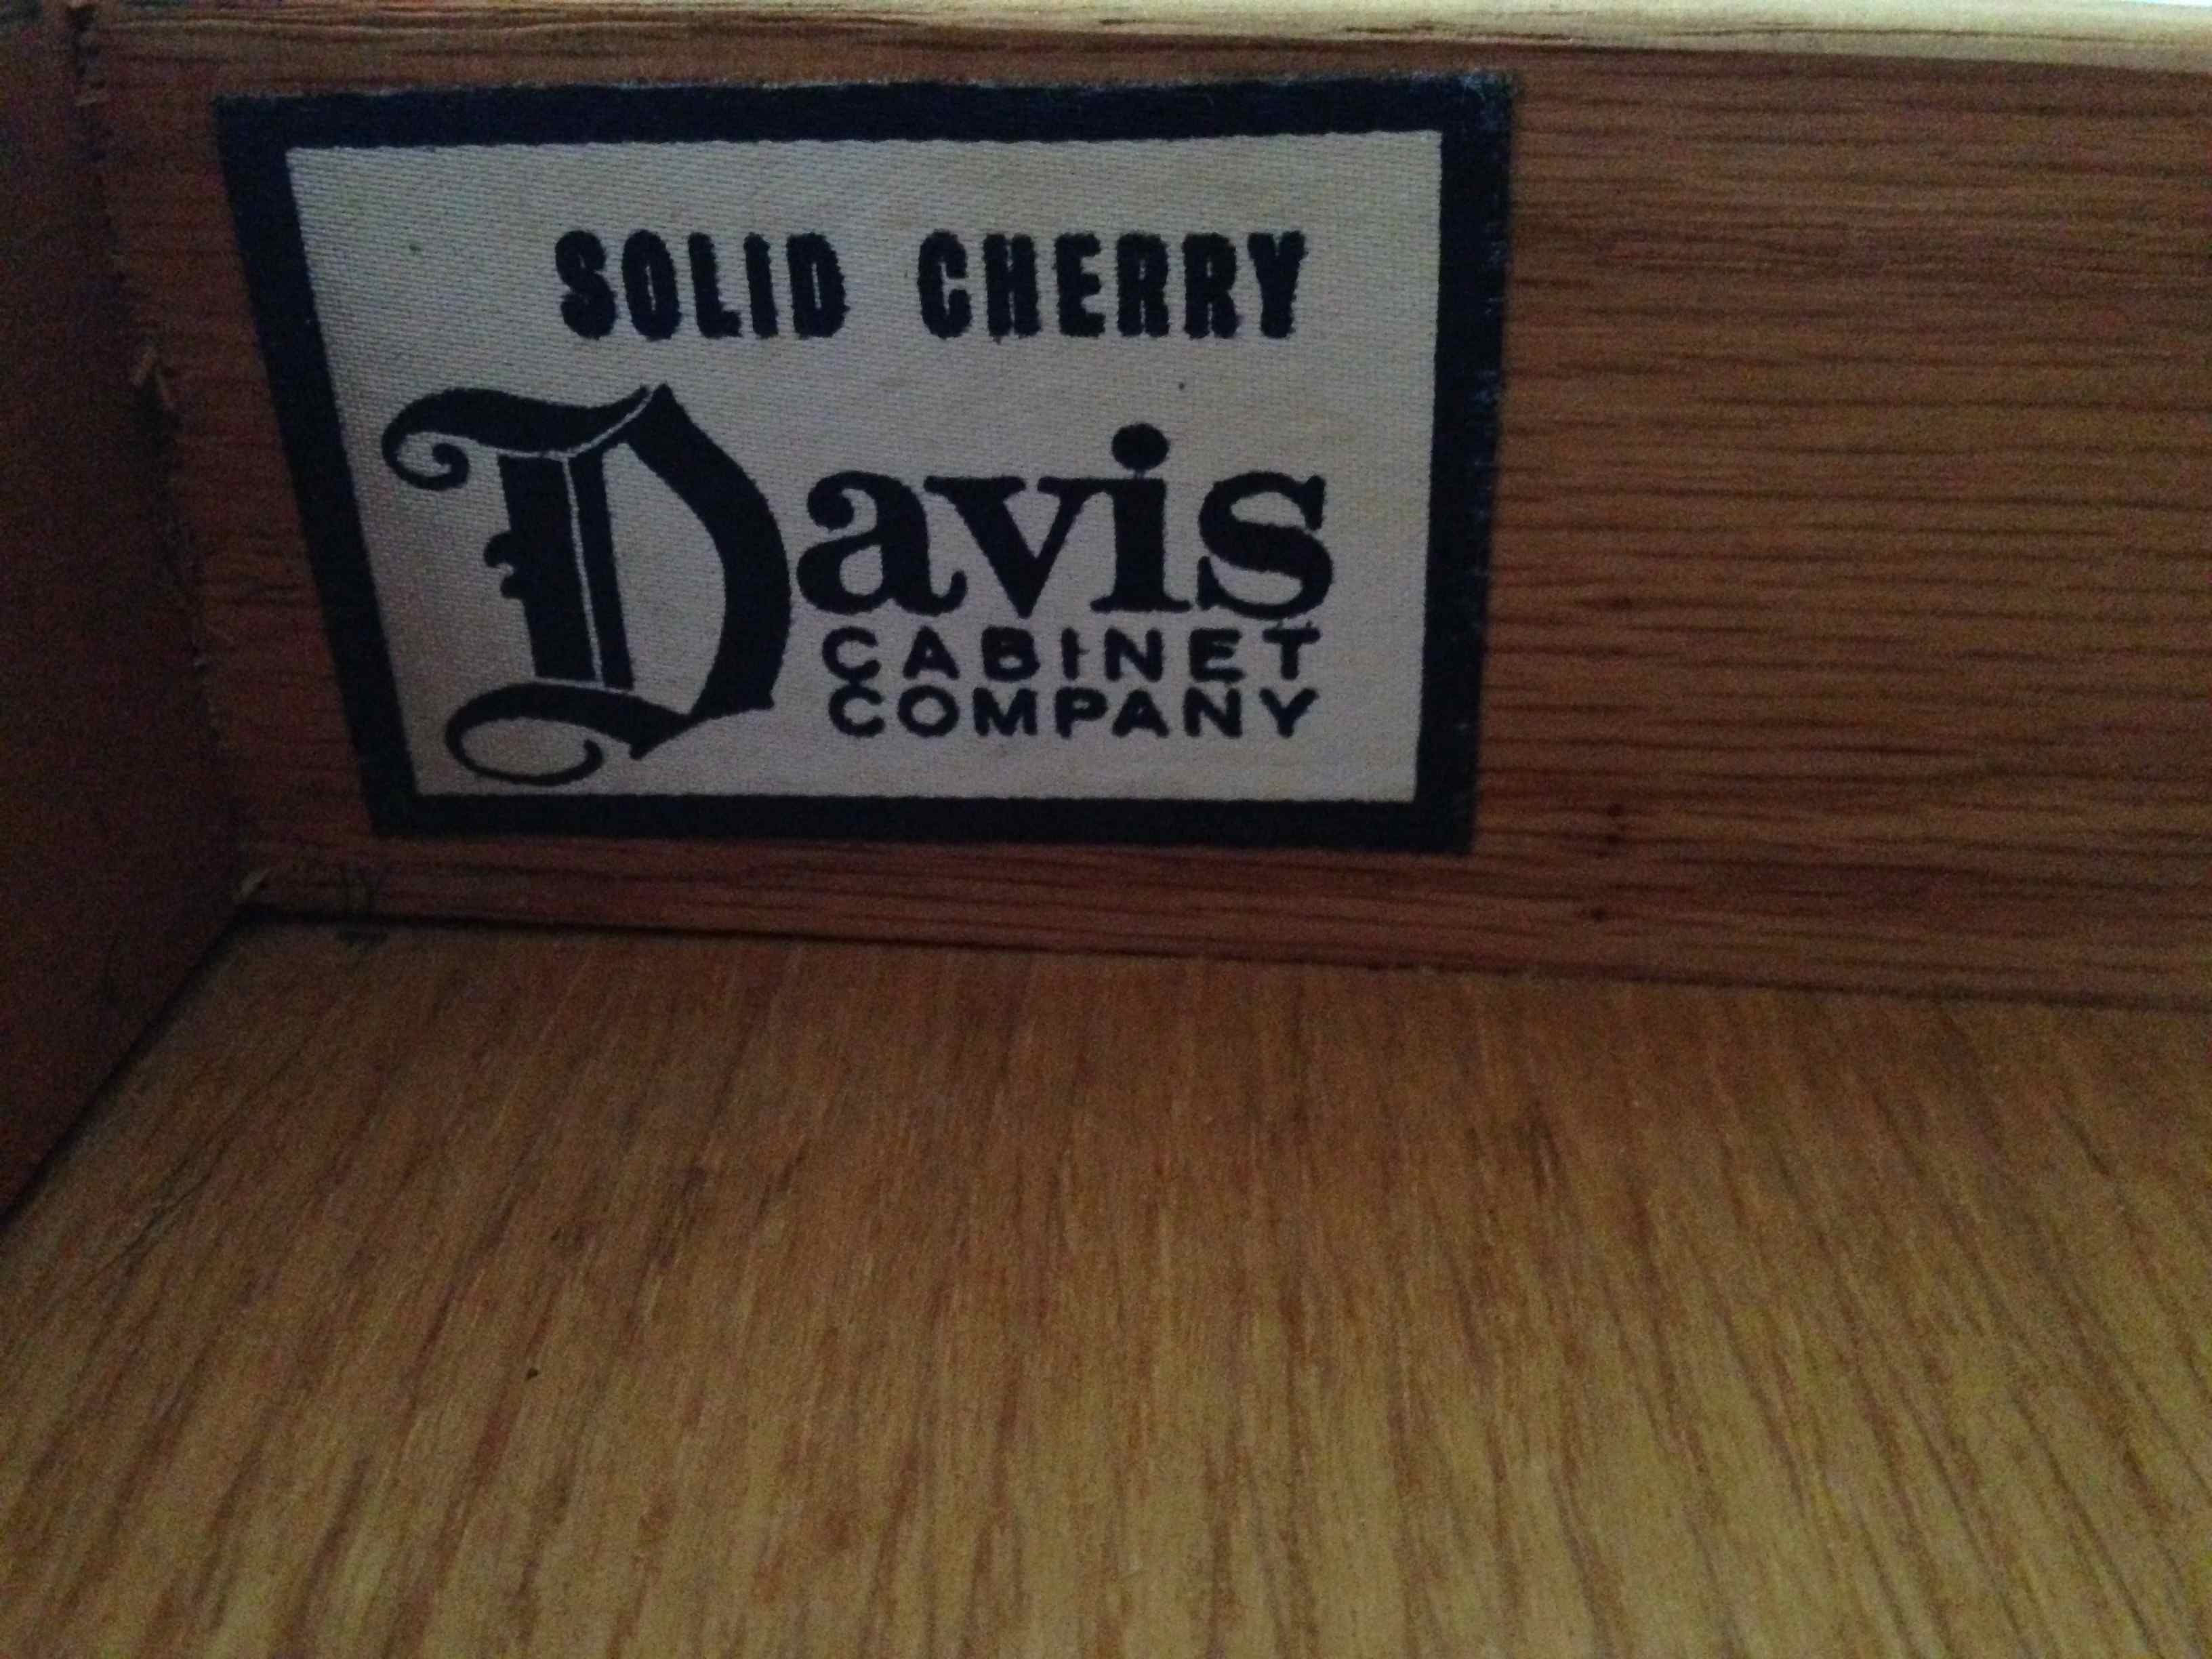 SOLID CHERRY
Davis
CABINET
COMPANY